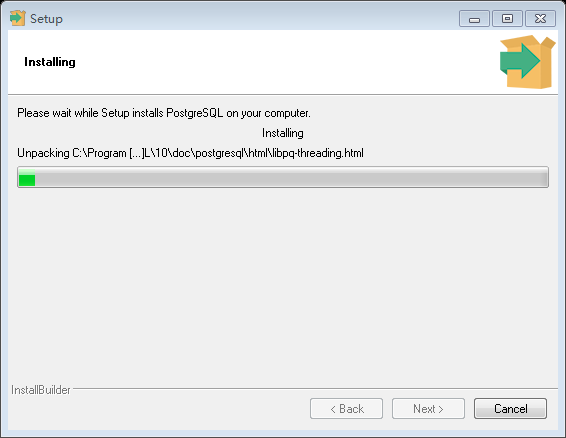 Setup
Installing
Please wait while Setup installs PostgreSQL on your computer.
Installing
Unpacking C:\Program [...]L\10\doc\postgresql\html\libpq-threading.html
InstallBuilder
< Back
Next >
Cancel